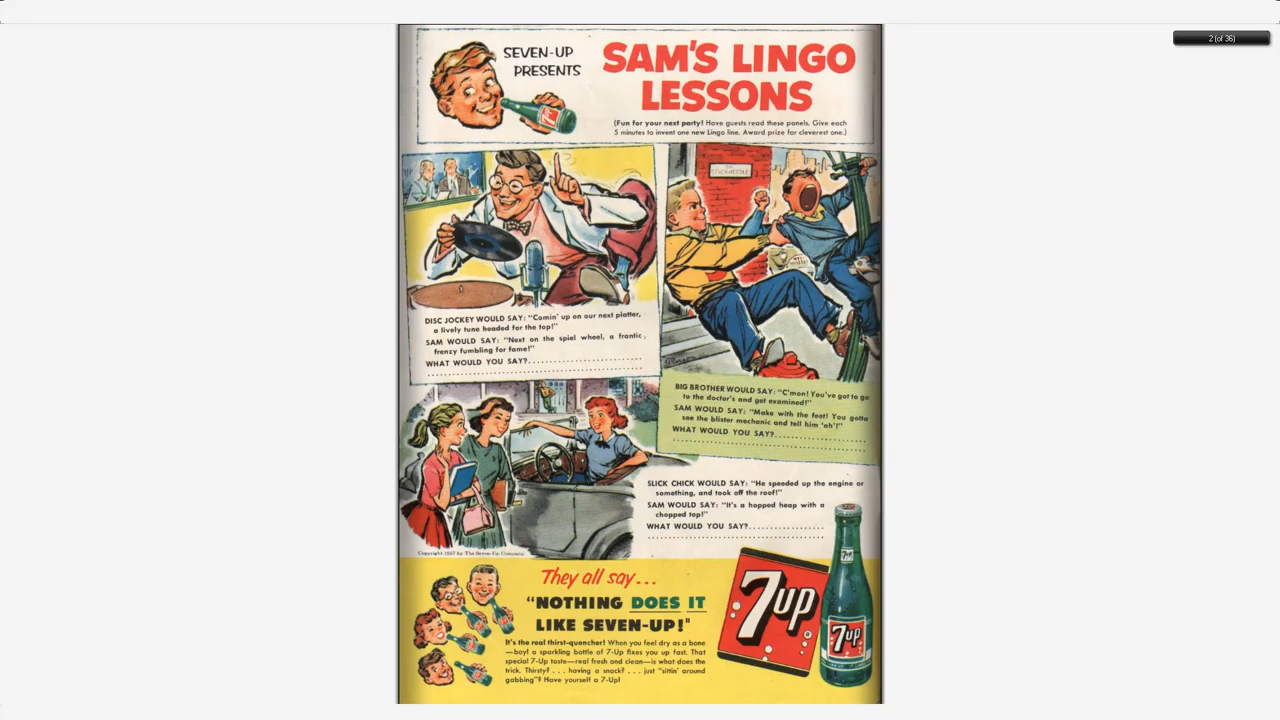 2 (of 36)
SEVEN-UP
PRESENTS
SAM'S LINGO
LESSONS
(Fun for your next party! Have guests read these panels. Give each
5 minutes to invent one new Lingo line. Award prize for cleverest one.)
DISC JOCKEY WOULD SAY: "Comin' up on our next platter,
a lively tune headed for the top!"
SAM WOULD SAY: "Next on the spiel wheel, a frantic,
frenzy fumbling for fame!"
WHAT WOULD YOU SAY?
BIG BROTHER WOULD SAY: "C'mon! You've got to go
to the doctor's and get examined!"
SAM WOULD SAY: "Make with the feet! You gotta
see the blister mechanic and tell him 'ah'!"
WHAT WOULD YOU SAY?
SLICK CHICK WOULD SAY: "He speeded up the engine or
something, and took off the roof!"
SAM WOULD SAY: "It's a hopped heap with a
chopped top!"
WHAT WOULD YOU SAY?
Copyright 1957 by The Seven-Up Company
They all say...
"NOTHING DOES IT
LIKE SEVEN-UP!"
It's the real thirst-quencher! When you feel dry as a bone
—boy! a sparkling bottle of 7-Up fixes you up fast. That
special 7-Up taste—real fresh and clean—is what does the
trick. Thirsty? . . . having a snack? . . . just "sittin' around
gabbing"? Have yourself a 7-Up!
7up
7up
7up